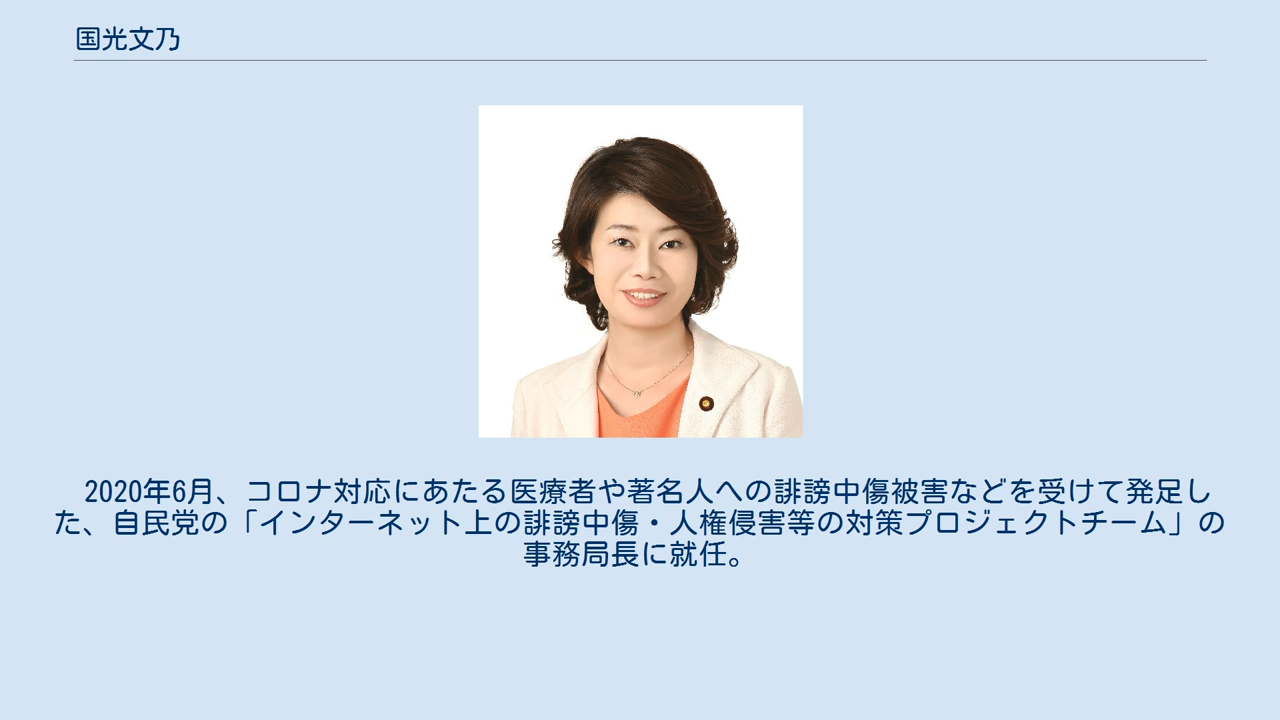 国光文乃
2020年6月、コロナ対応にあたる医療者や著名人への誹謗中傷被害などを受けて発足し
た、自民党の「インターネット上の誹謗中傷・人権侵害等の対策プロジェクトチーム」の
事務局長に就任。